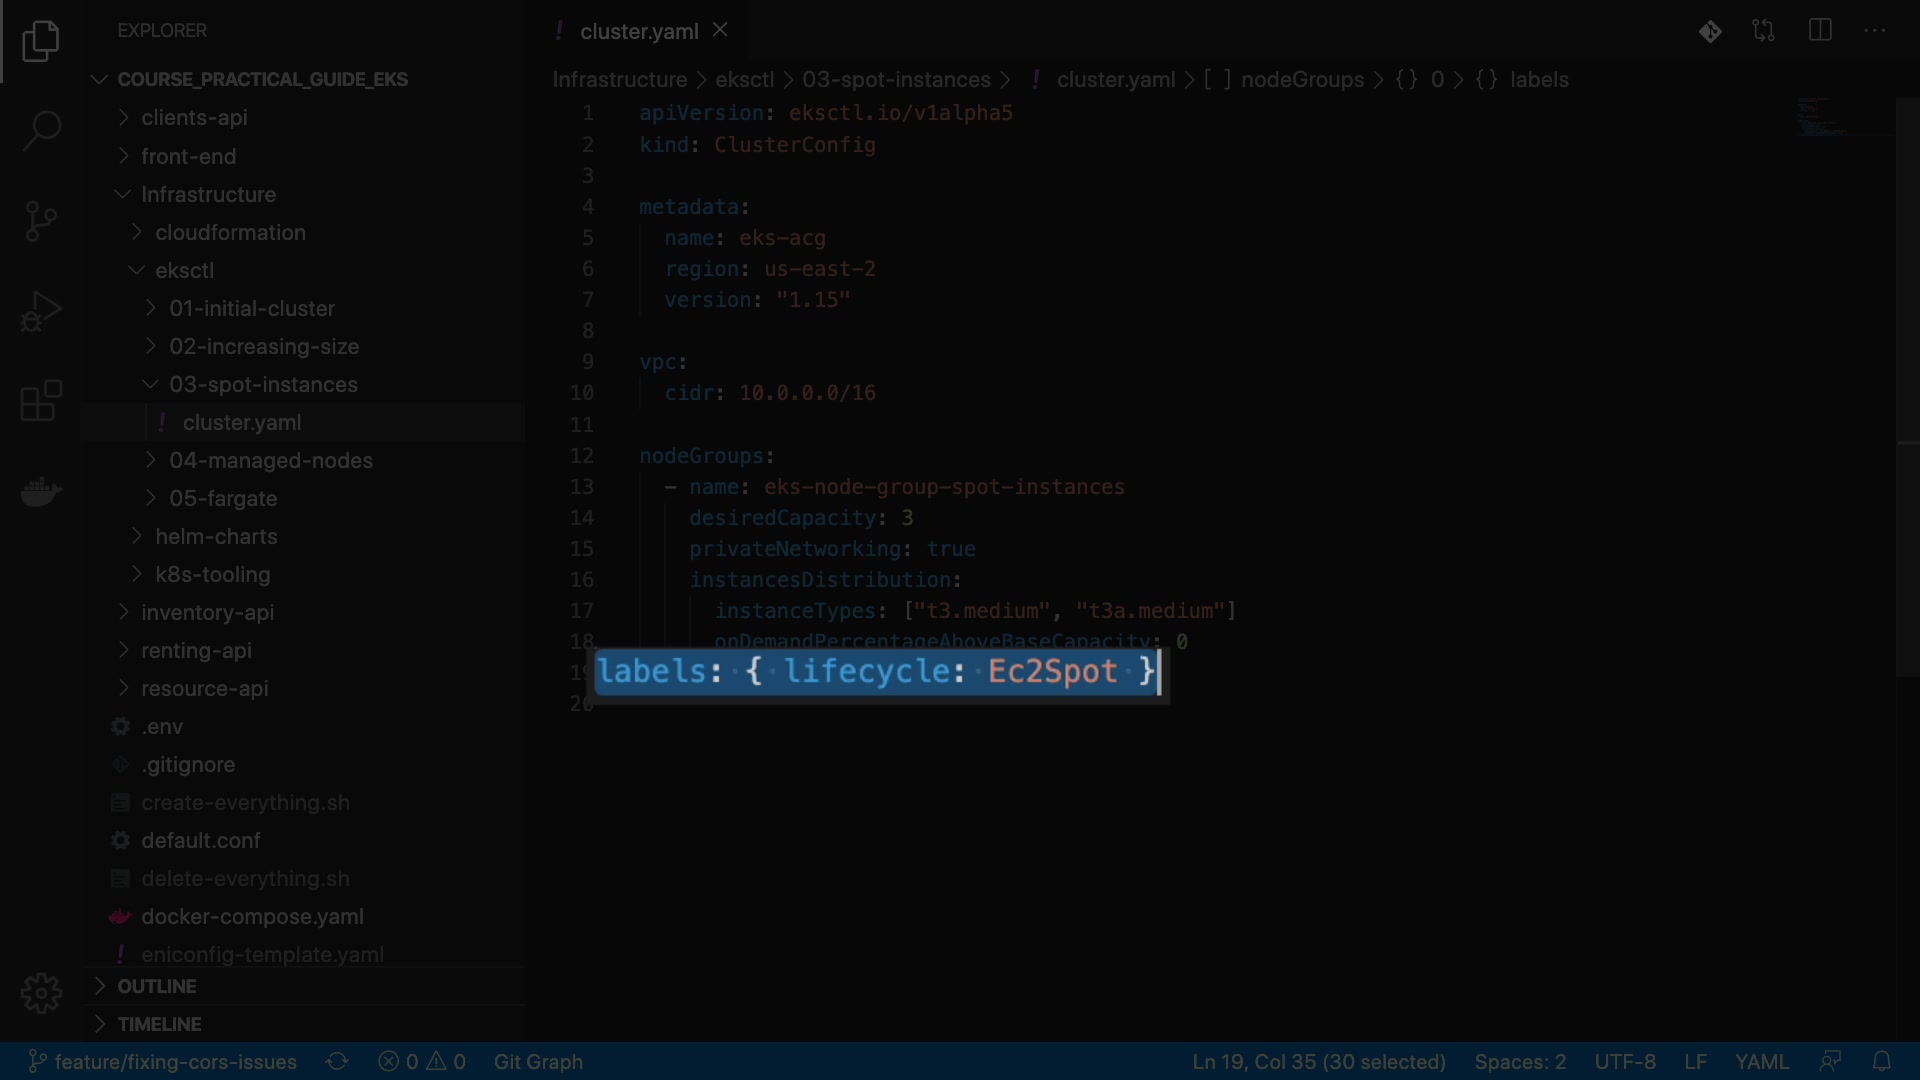 EXPLORER
COURSE_PRACTICAL_GUIDE_EKS
clients-api
front-end
Infrastructure
cloudformation
eksctl
01-initial-cluster
02-increasing-size
03-spot-instances
! cluster.yaml
04-managed-nodes
05-fargate
helm-charts
k8s-tooling
inventory-api
renting-api
resource-api
.env
.gitignore
create-everything.sh
default.conf
delete-everything.sh
docker-compose.yaml
! eniconfig-template.yaml
OUTLINE
TIMELINE
! cluster.yaml
Infrastructure > eksctl > 03-spot-instances > ! cluster.yaml > [ ] nodeGroups > {} 0 > {} labels
1 apiVersion: eksctl.io/v1alpha5
2 kind: ClusterConfig
3
4 metadata:
5 name: eks-acg
6 region: us-east-2
7 version: "1.15"
8
9 vpc:
10 cidr: 10.0.0.0/16
11
12 nodeGroups:
13 - name: eks-node-group-spot-instances
14 desiredCapacity: 3
15 privateNetworking: true
16 instancesDistribution:
17 instanceTypes: ["t3.medium", "t3a.medium"]
18 onDemandPercentageAboveBaseCapacity: 0
19 labels: { lifecycle: Ec2Spot }
20
feature/fixing-cors-issues 0 0 Git Graph Ln 19, Col 35 (30 selected) Spaces: 2 UTF-8 LF YAML